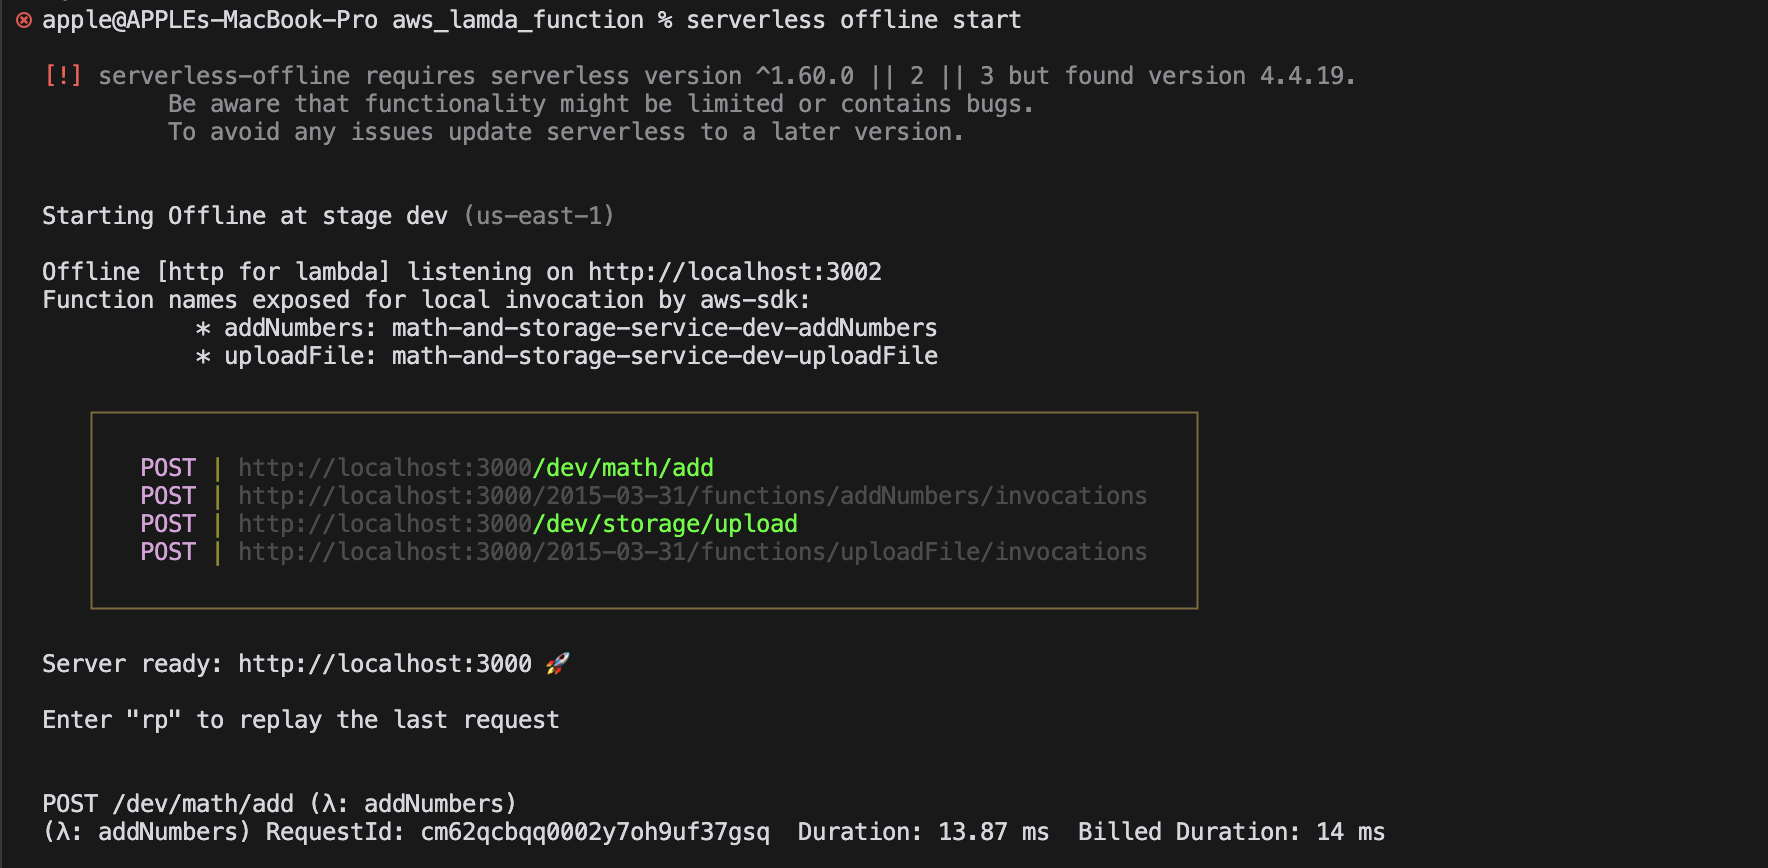 apple@APPLEs-MacBook-Pro aws_lamda_function % serverless offline start
[!] serverless-offline requires serverless version ^1.60.0 || 2 || 3 but found version 4.4.19.
Be aware that functionality might be limited or contains bugs.
To avoid any issues update serverless to a later version.
Starting Offline at stage dev (us-east-1)
Offline [http for lambda] listening on http://localhost:3002
Function names exposed for local invocation by aws-sdk:
* addNumbers: math-and-storage-service-dev-addNumbers
* uploadFile: math-and-storage-service-dev-uploadFile
POST | http://localhost:3000/dev/math/add
POST | http://localhost:3000/2015-03-31/functions/addNumbers/invocations
POST | http://localhost:3000/dev/storage/upload
POST | http://localhost:3000/2015-03-31/functions/uploadFile/invocations
Server ready: http://localhost:3000 🚀
Enter "rp" to replay the last request
POST /dev/math/add (λ: addNumbers)
(λ: addNumbers) RequestId: cm62qcbqq0002y7oh9uf37gsq  Duration: 13.87 ms  Billed Duration: 14 ms